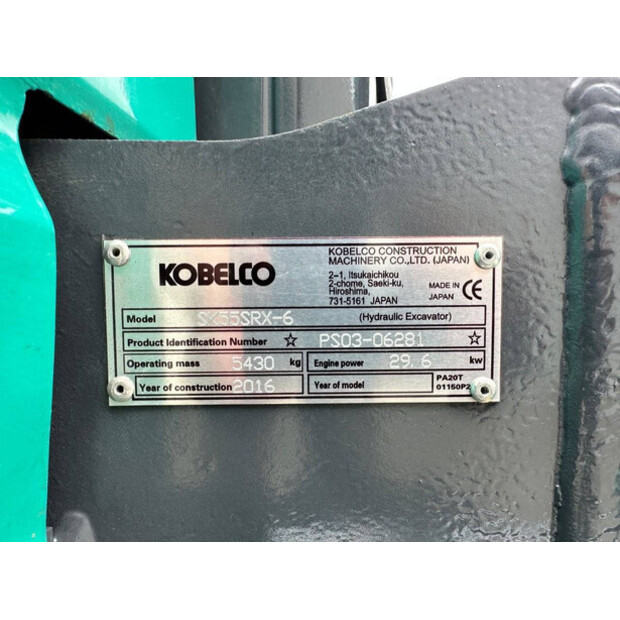 KOBELCO
KOBELCO CONSTRUCTION
MACHINERY CO.,LTD. (JAPAN)
2-1, Itsukaichikou
2-chome, Saeki-ku,
Hiroshima,
731-5161 JAPAN
MADE IN
JAPAN
CE
Model SK55SRX-6 (Hydraulic Excavator)
Product Identification Number ☆ PS03-06281 ☆
Operating mass 5430 kg Engine power 29.6 kw
Year of construction 2016 Year of model
PA20T
01150P2